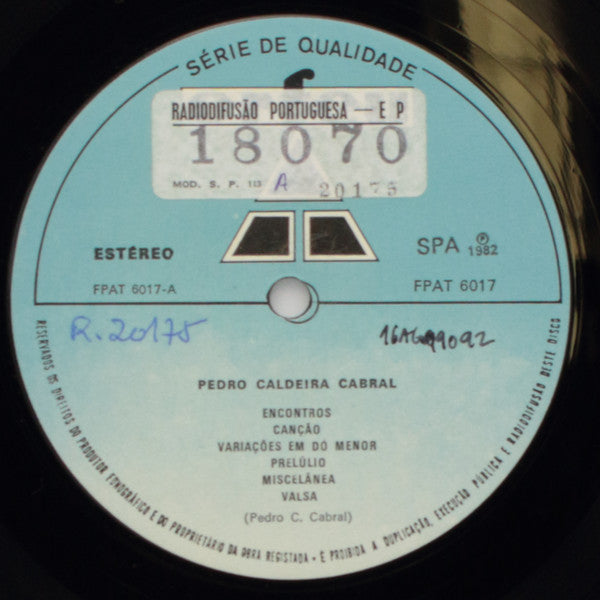 SÉRIE DE QUALIDADE
RADIODIFUSÃO PORTUGUESA — E P
18070
MOD. S. P. 113 A 20175
ESTÉREO
SPA ℗ 1982
FPAT 6017-A
FPAT 6017
R. 20175
PEDRO CALDEIRA CABRAL
ENCONTROS
CANÇÃO
VARIAÇÕES EM DO MENOR
PRELÚLIO
MISCELÂNEA
VALSA
(Pedro C. Cabral)
RESERVADOS OS DIREITOS DO PRODUTOR FONOGRÁFICO E DO PROPRIETÁRIO DA OBRA REGISTADA • É PROIBIDA A DUPLICAÇÃO, EXECUÇÃO PÚBLICA E RADIODIFUSÃO DESTE DISCO